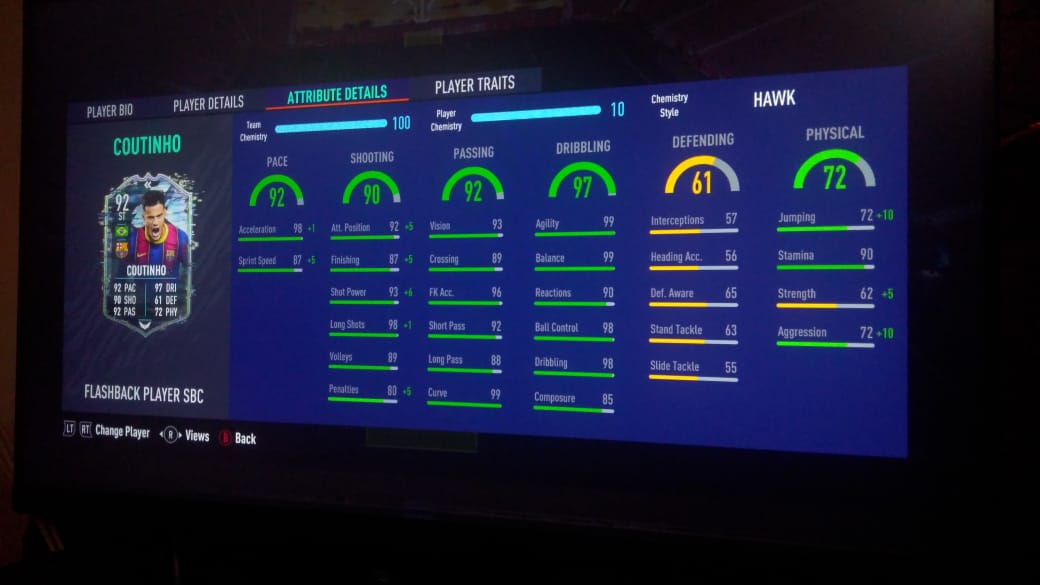 PLAYER BIO
PLAYER DETAILS
ATTRIBUTE DETAILS
PLAYER TRAITS
COUTINHO
92
ST
COUTINHO
92 PAC 97 DRI
90 SHO 61 DEF
92 PAS 72 PHY
FLASHBACK PLAYER SBC
Team Chemistry 100
Player Chemistry 10
Chemistry Style HAWK
PACE
92
Acceleration 98 +1
Sprint Speed 87 +5
SHOOTING
90
Att. Position 92 +5
Finishing 87 +5
Shot Power 93 +6
Long Shots 98 +1
Volleys 89
Penalties 80 +5
PASSING
92
Vision 93
Crossing 89
FK Acc. 96
Short Pass 92
Long Pass 88
Curve 99
DRIBBLING
97
Agility 99
Balance 99
Reactions 90
Ball Control 98
Dribbling 98
Composure 85
DEFENDING
61
Interceptions 57
Heading Acc. 56
Def. Aware 65
Stand Tackle 63
Slide Tackle 55
PHYSICAL
72
Jumping 72 +10
Stamina 90
Strength 62 +5
Aggression 72 +10
LT RT Change Player R Views B Back